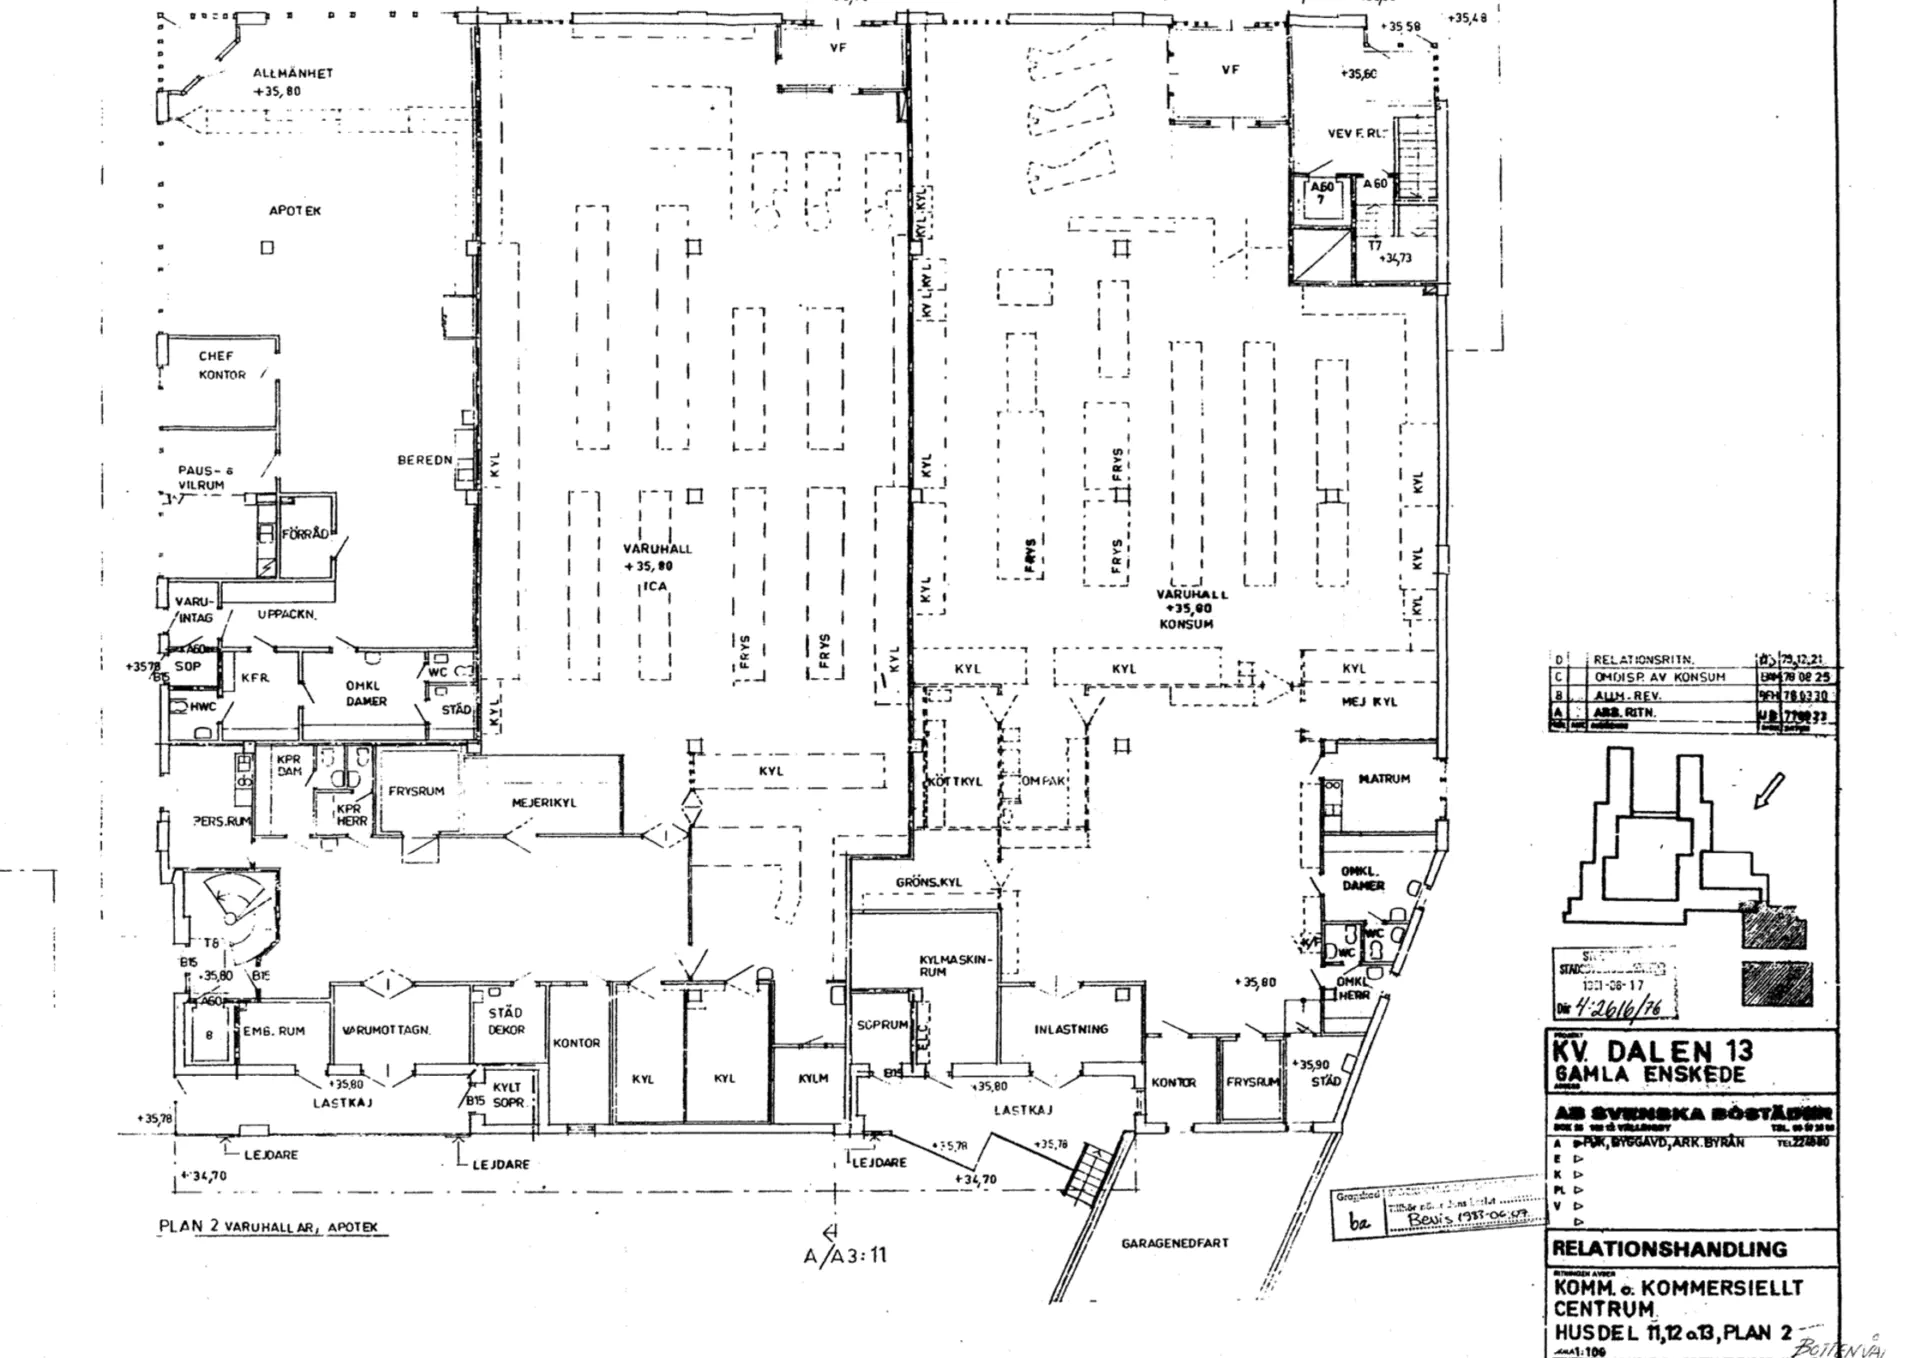 +35,58
+35,48
ALLMÄNHET
+35,80
VF
VF
+35,60
VEV F. RL.
A60
7
A60
T7
+34,73
APOTEK
KYL
KYL
KYL
KYL
CHEF
KONTOR
PAUS- &
VILRUM
BEREDN
FÖRRÅD
KYL
KYL
FRYS
KYL
VARUHALL
+35,80
ICA
FRYS
FRYS
KYL
KYL
VARUHALL
+35,80
KONSUM
KYL
VARU-
INTAG
UPPACKN.
A60
+35,78
B15
SOP
KFR.
OMKL
DAMER
WC
STÄD
HWC
KYL
FRYS
FRYS
KYL
KYL
KYL
KYL
MEJ KYL
KPR
DAM
KPR
HERR
FRYSRUM
MEJERIKYL
KYL
KÖTTKYL
OMPAK
MATRUM
PERS.RUM
GRÖNS.KYL
OMKL.
DAMER
T8
B15
+35,80
B15
A60
KYLMASKIN-
RUM
K/F
WC
WC
+35,80
OMKL
HERR
8
EMB. RUM
VARUMOTTAGN.
STÄD
DEKOR
KONTOR
KYL
KYL
KYLM
SOPRUM
ELC
INLASTNING
KONTOR
FRYSRUM
+35,90
STÄD
+35,80
LASTKAJ
B15
KYLT
SOPR.
B15
+35,80
LASTKAJ
+35,78
LEJDARE
LEJDARE
LEJDARE
+35,78
+35,78
+34,70
+34,70
PLAN 2 VARUHALLAR, APOTEK
A/A3:11
GARAGENEDFART
D RELATIONSRITN. 79.12.21
C OMDISP. AV KONSUM 78 08 25
B ALLM - REV. 78 03 30
A ARB. RITN.
Dnr 4:2616/76
KV. DALEN 13
GAMLA ENSKEDE
AB SVENSKA BOSTÄDER
A PUK, BYGGAVD, ARK. BYRÅN
E
K
PL
V
ba
Bevis 1983-06-07
RELATIONSHANDLING
KOMM. o. KOMMERSIELLT
CENTRUM
HUSDEL 11,12 o.13, PLAN 2
1:100